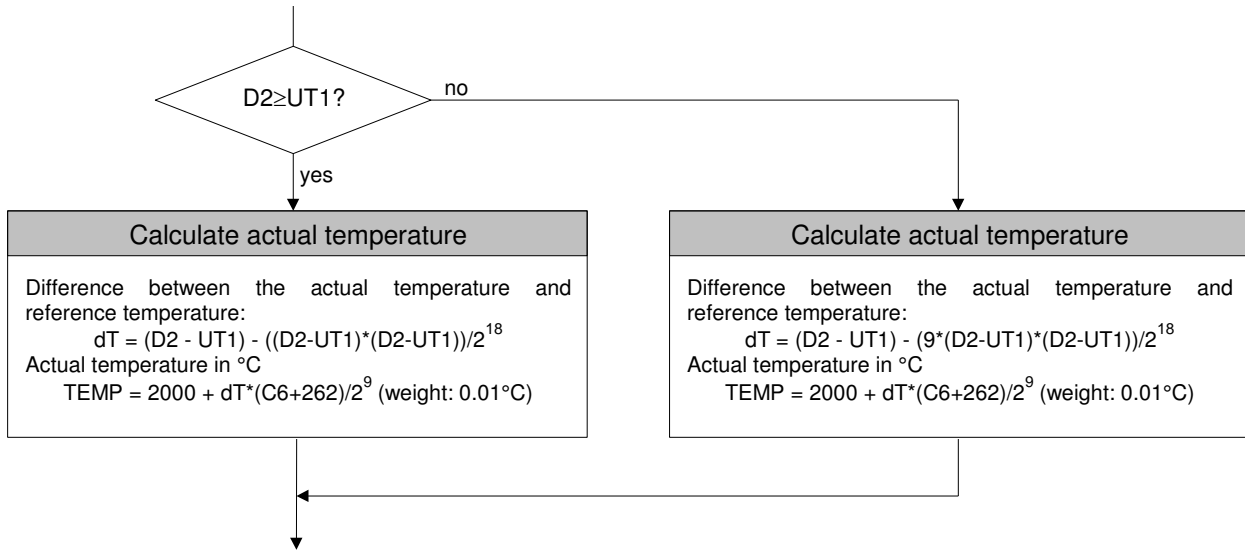 D2≥UT1?
no
yes
Calculate actual temperature
Difference between the actual temperature and
reference temperature:
dT = (D2 - UT1) - ((D2-UT1)*(D2-UT1))/2^18
Actual temperature in °C
TEMP = 2000 + dT*(C6+262)/2^9 (weight: 0.01°C)
Calculate actual temperature
Difference between the actual temperature and
reference temperature:
dT = (D2 - UT1) - (9*(D2-UT1)*(D2-UT1))/2^18
Actual temperature in °C
TEMP = 2000 + dT*(C6+262)/2^9 (weight: 0.01°C)